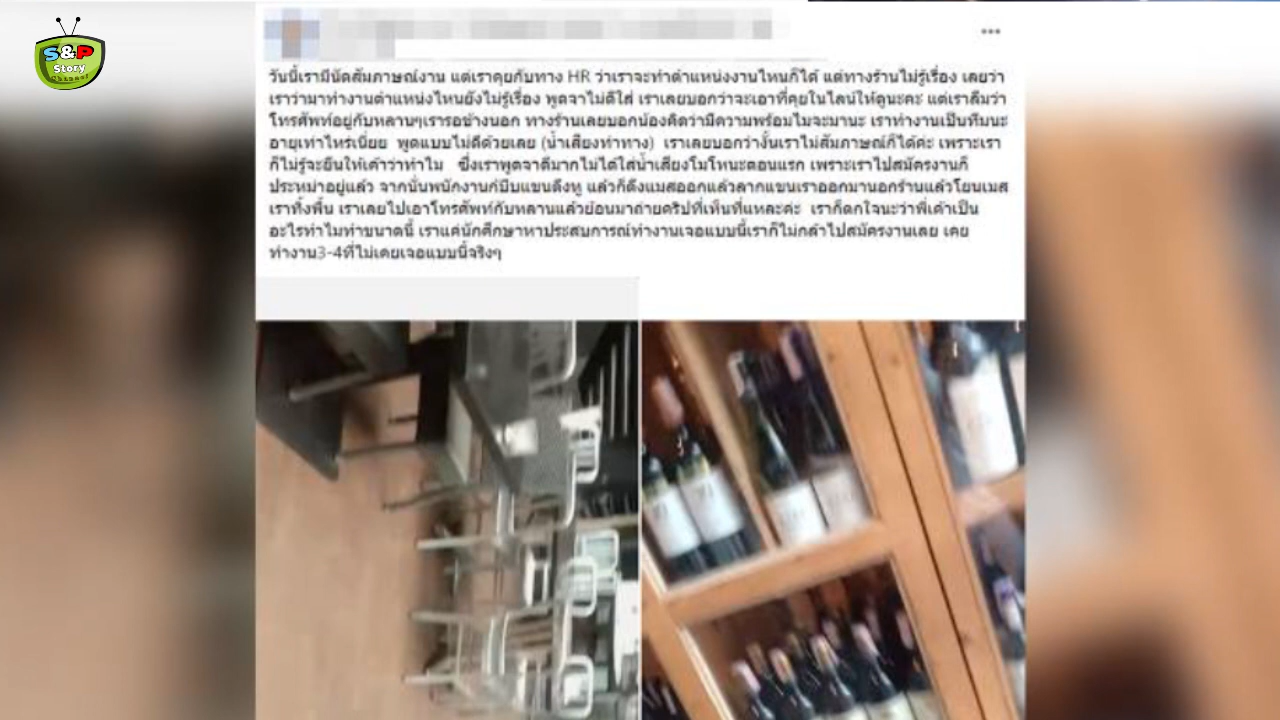 S&P
Story
Channel
วันนี้เรามีนัดสัมภาษณ์งาน แต่เราคุยกับทาง HR ว่าเราจะทำตำแหน่งงานไหนก็ได้ แต่ทางร้านไม่รู้เรื่อง เลยว่า
เราว่ามาทำงานตำแหน่งไหนยังไม่รู้เรื่อง พูดจาไม่ดีใส่ เราเลยบอกว่าจะเอาที่คุยในไลน์ให้ดูนะคะ แต่เราลืมว่า
โทรศัพท์อยู่กับหลานๆเรารอข้างนอก ทางร้านเลยบอกน้องคิดว่ามีความพร้อมไมจะมานะ เราทำงานเป็นทีมนะ
อายุเท่าไหร่เนี่ยย พูดแบบไม่ดีด้วยเลย (น้ำเสียงท่าทาง) เราเลยบอกว่างั้นเราไม่สัมภาษณ์ก็ได้ค่ะ เพราะเรา
ก็ไม่รู้จะยืนให้เค้าว่าทำไม ซึ่งเราพูดจาดีมากไม่ได้ใส่น้ำเสียงโมโหนะตอนแรก เพราะเราไปสมัครงานก็
ประหม่าอยู่แล้ว จากนั้นพนักงานก่บีบแขนดึงหู แล้วก็ดึงแมสออกแล้วลากแขนเราออกมานอกร้านแล้วโยนเมส
เราทิ้งพื้น เราเลยไปเอาโทรศัพท์กับหลานแล้วย้อนมาถ่ายคริปที่เห็นที่แหละค่ะ เราก็ตกใจนะว่าพี่เค้าเป็น
อะไรทำไมทำขนาดนี้ เราแค่นักศึกษาหาประสบการณ์ทำงานเจอแบบนี้เราก็ไม่กล้าไปสมัครงานเลย เคย
ทำงาน3-4ที่ไม่เคยเจอแบบนี้จริงๆ